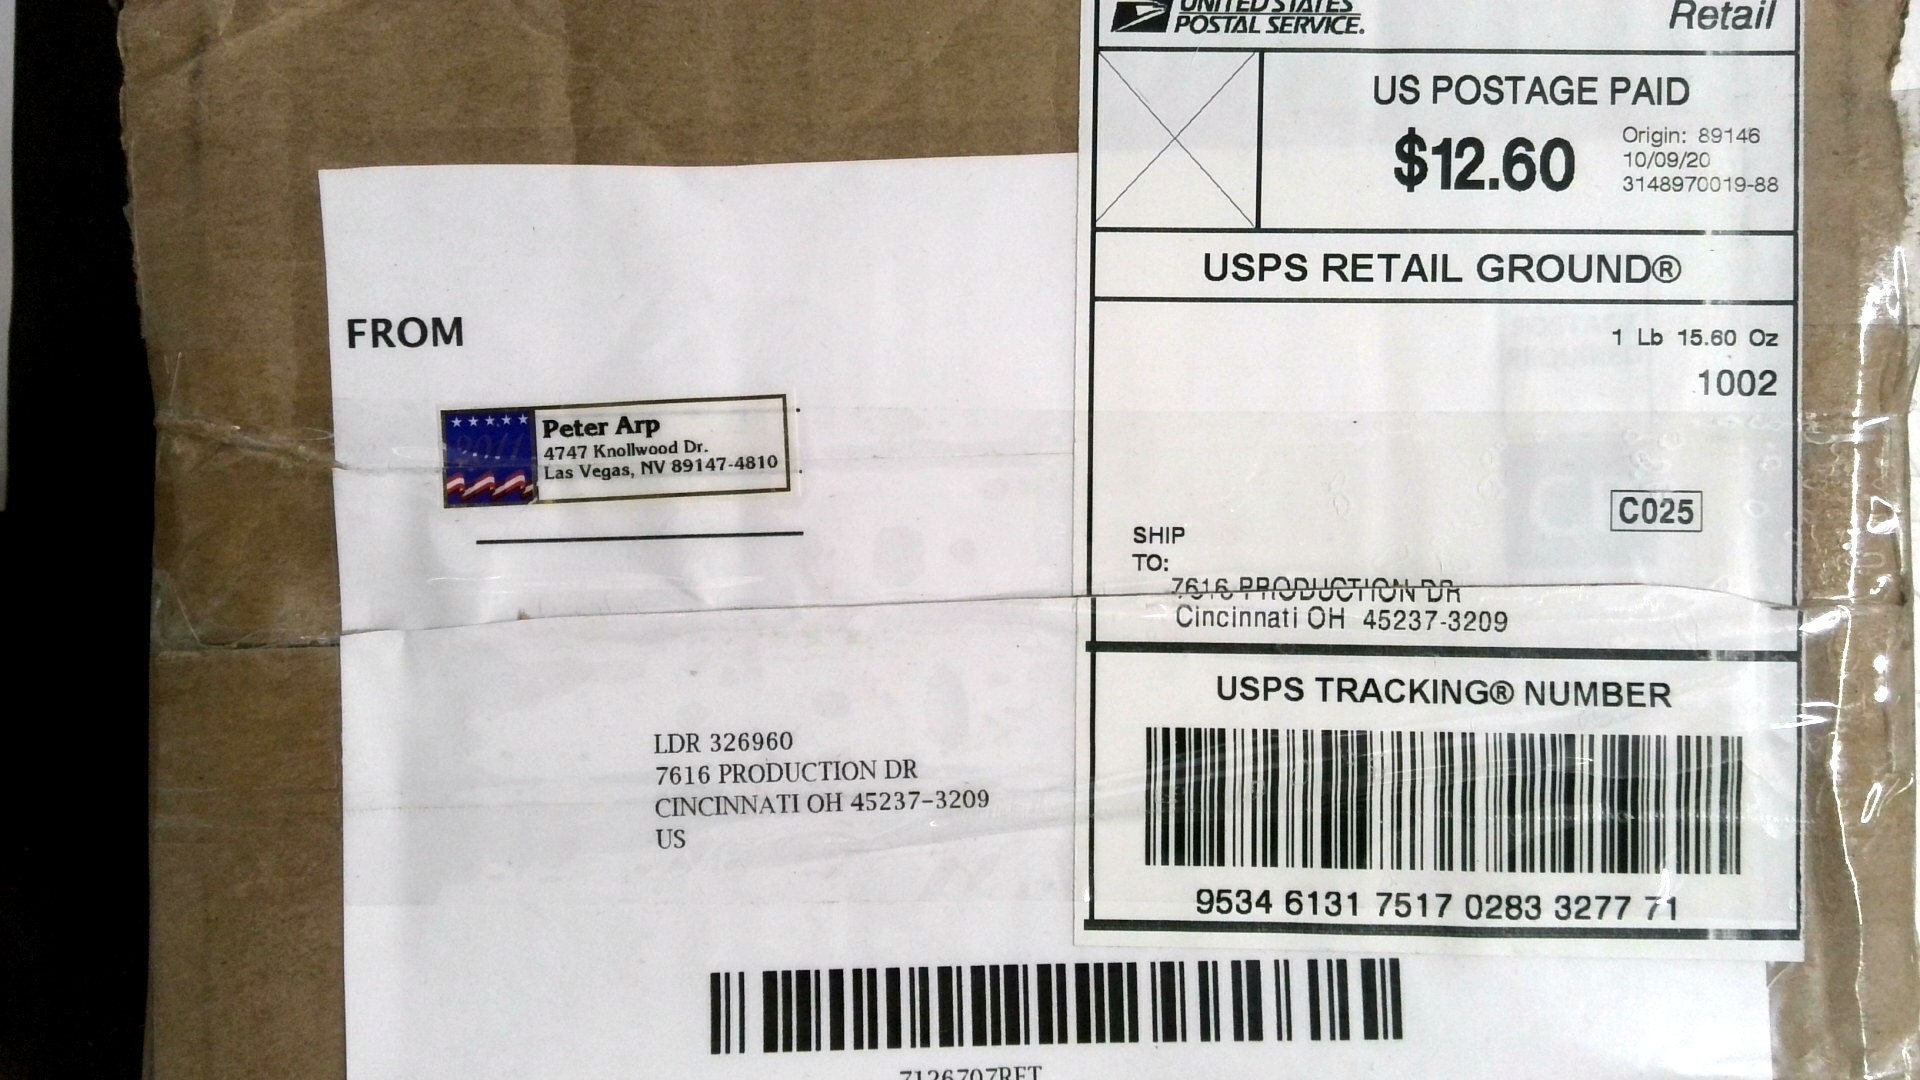 UNITED STATES
POSTAL SERVICE.
Retail
US POSTAGE PAID
$12.60
Origin: 89146
10/09/20
3148970019-88
USPS RETAIL GROUND®
1 Lb 15.60 Oz
1002
C025
SHIP
TO:
7616 PRODUCTION DR
Cincinnati OH 45237-3209
USPS TRACKING® NUMBER
9534 6131 7517 0283 3277 71
FROM
2011
Peter Arp
4747 Knollwood Dr.
Las Vegas, NV 89147-4810
LDR 326960
7616 PRODUCTION DR
CINCINNATI OH 45237-3209
US
7126707RET